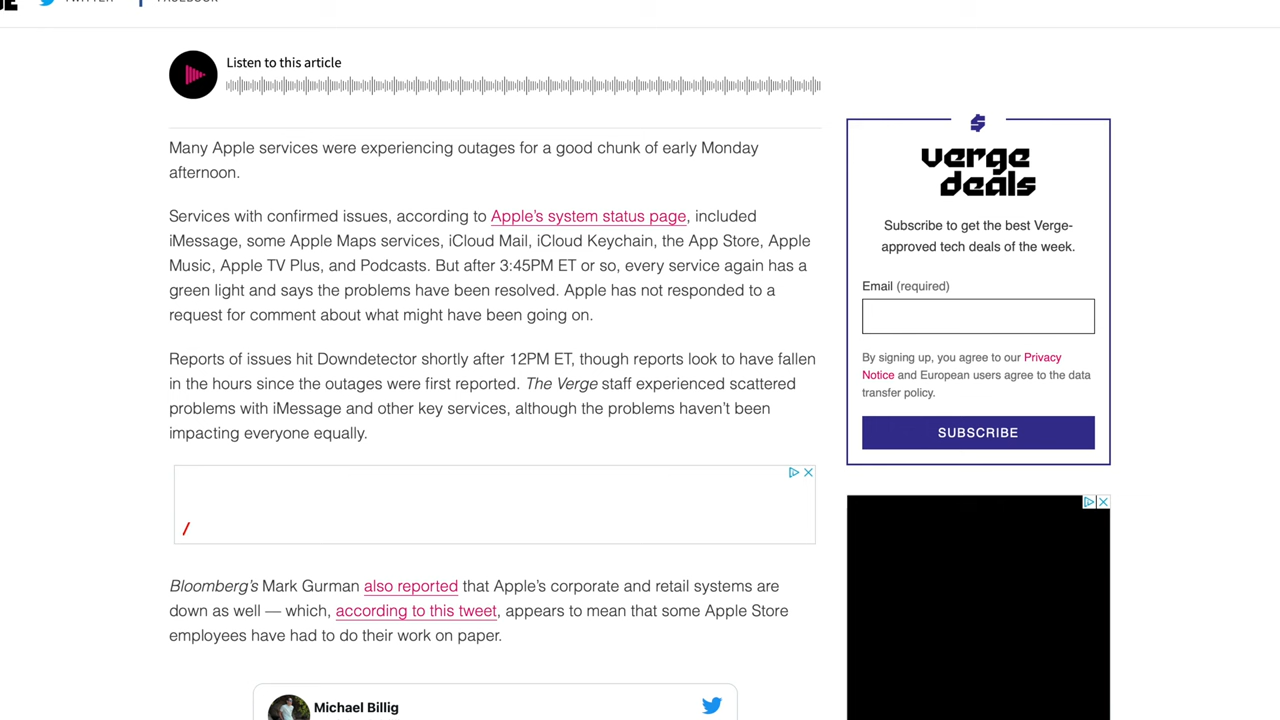 Listen to this article
Many Apple services were experiencing outages for a good chunk of early Monday
afternoon.
Services with confirmed issues, according to Apple's system status page, included
iMessage, some Apple Maps services, iCloud Mail, iCloud Keychain, the App Store, Apple
Music, Apple TV Plus, and Podcasts. But after 3:45PM ET or so, every service again has a
green light and says the problems have been resolved. Apple has not responded to a
request for comment about what might have been going on.
Reports of issues hit Downdetector shortly after 12PM ET, though reports look to have fallen
in the hours since the outages were first reported. The Verge staff experienced scattered
problems with iMessage and other key services, although the problems haven't been
impacting everyone equally.
/
Bloomberg's Mark Gurman also reported that Apple's corporate and retail systems are
down as well — which, according to this tweet, appears to mean that some Apple Store
employees have had to do their work on paper.
Michael Billig
$
verge
deals
Subscribe to get the best Verge-
approved tech deals of the week.
Email (required)
By signing up, you agree to our Privacy
Notice and European users agree to the data
transfer policy.
SUBSCRIBE